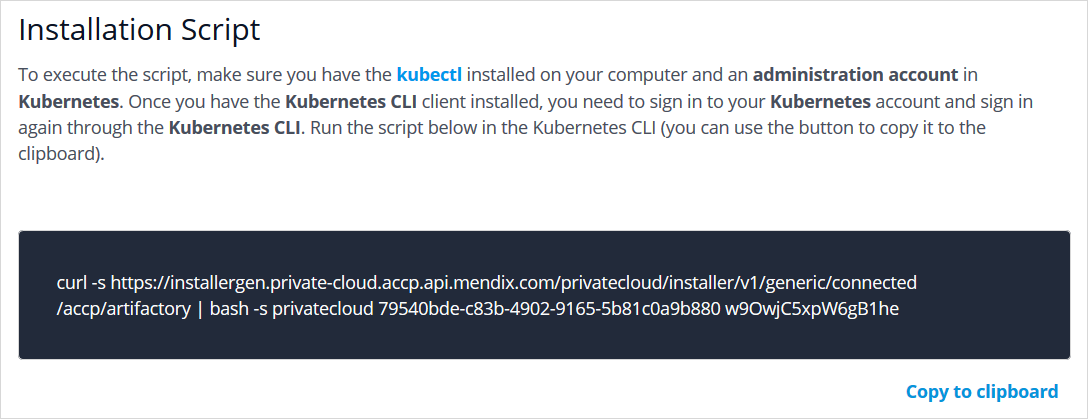 Installation Script
To execute the script, make sure you have the kubectl installed on your computer and an administration account in
Kubernetes. Once you have the Kubernetes CLI client installed, you need to sign in to your Kubernetes account and sign in
again through the Kubernetes CLI. Run the script below in the Kubernetes CLI (you can use the button to copy it to the
clipboard).
curl -s https://installergen.private-cloud.accp.api.mendix.com/privatecloud/installer/v1/generic/connected
/accp/artifactory | bash -s privatecloud 79540bde-c83b-4902-9165-5b81c0a9b880 w9OwjC5xpW6gB1he
Copy to clipboard